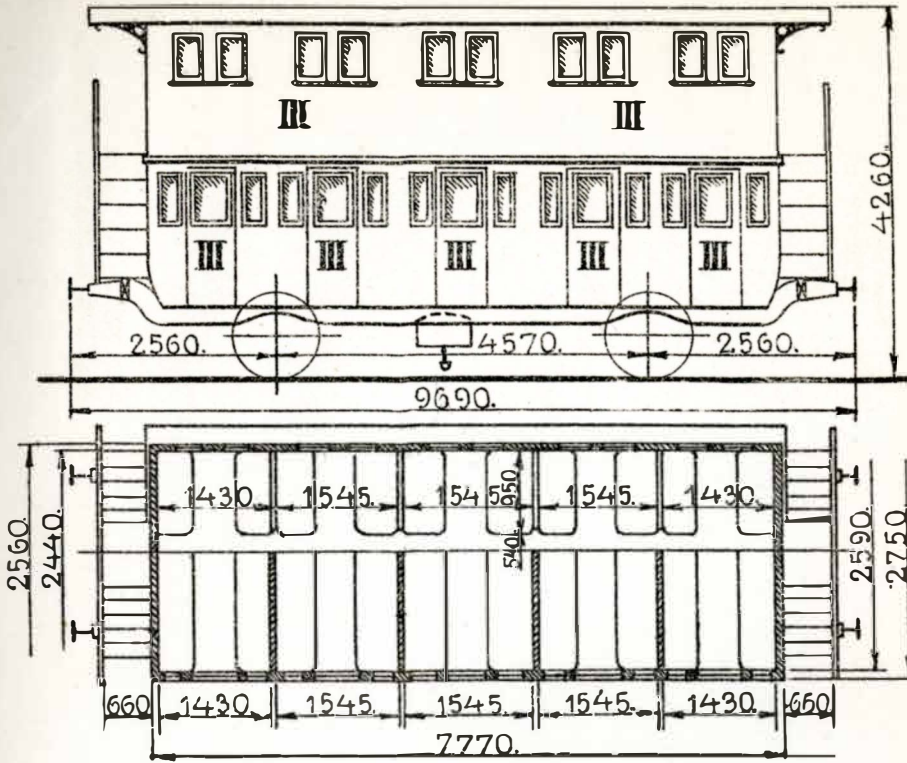 III III
4260.
III III III III III
2560. 4570. 2560.
9690.
2560. 2440. 1430. 1545. 1545. 950 1545. 1430. 2590. 2750.
540.
660 1430. 1545. 1545. 1545. 1430. 660
7770.